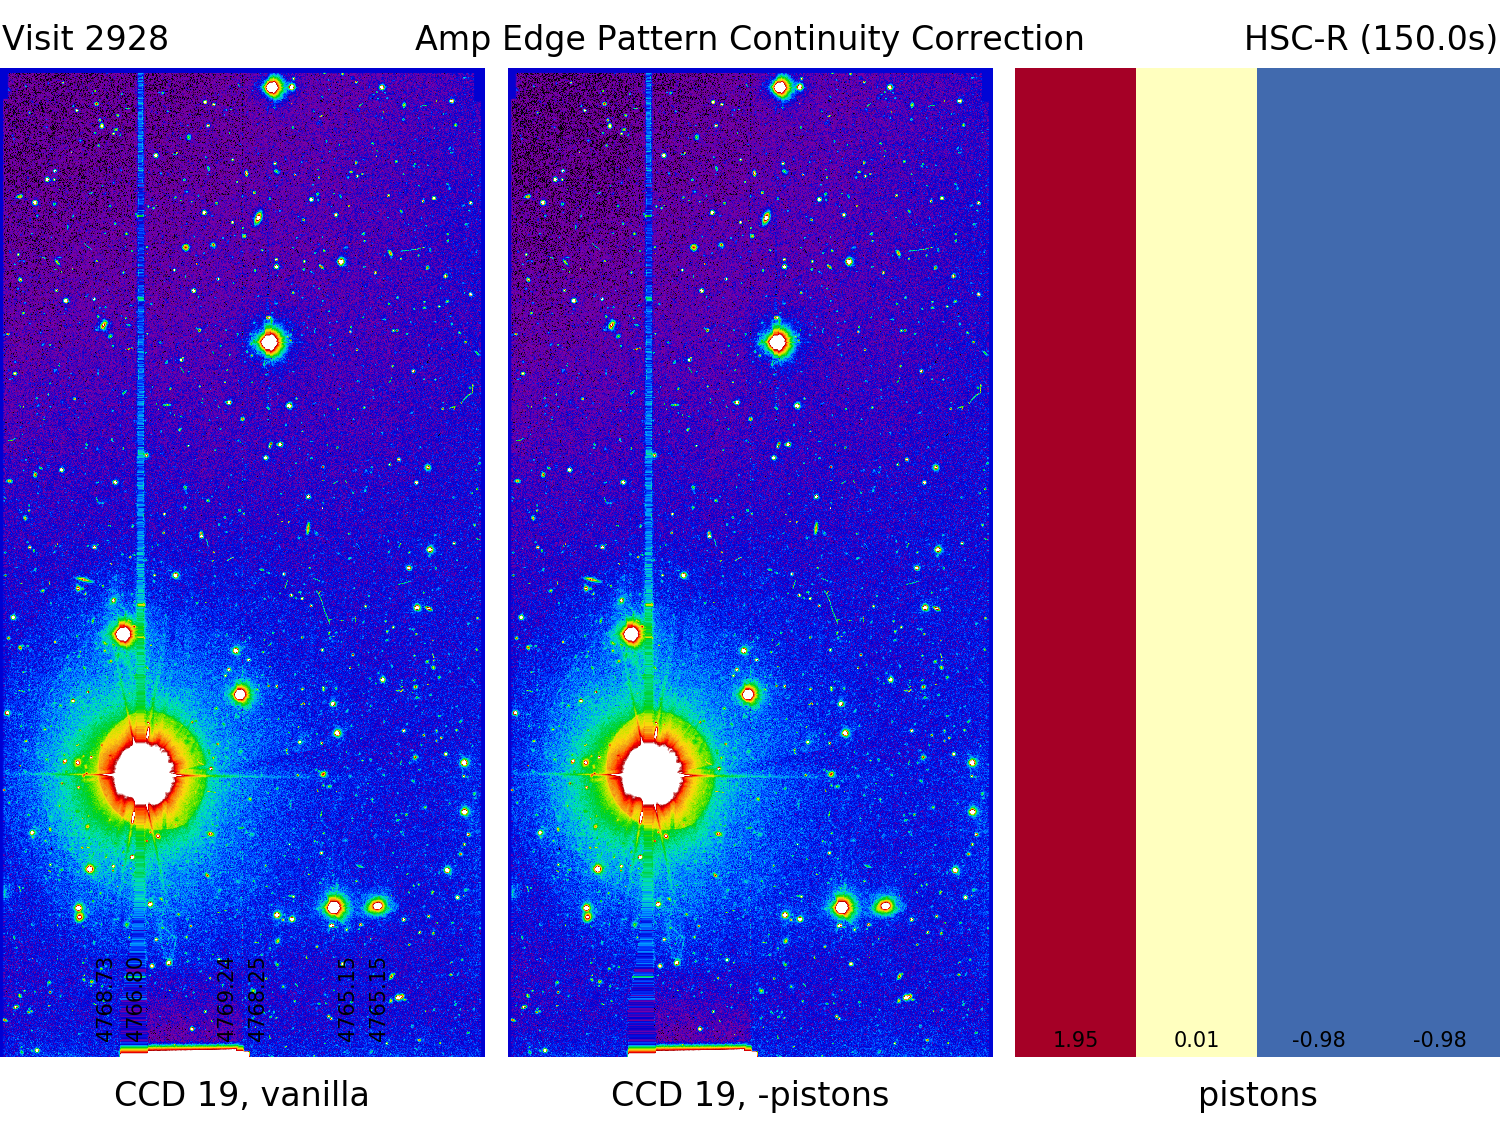 Visit 2928 Amp Edge Pattern Continuity Correction HSC-R (150.0s)
4768.73 4766.80 4769.24 4768.25 4765.15 4765.15
1.95 0.01 -0.98 -0.98
CCD 19, vanilla CCD 19, -pistons pistons